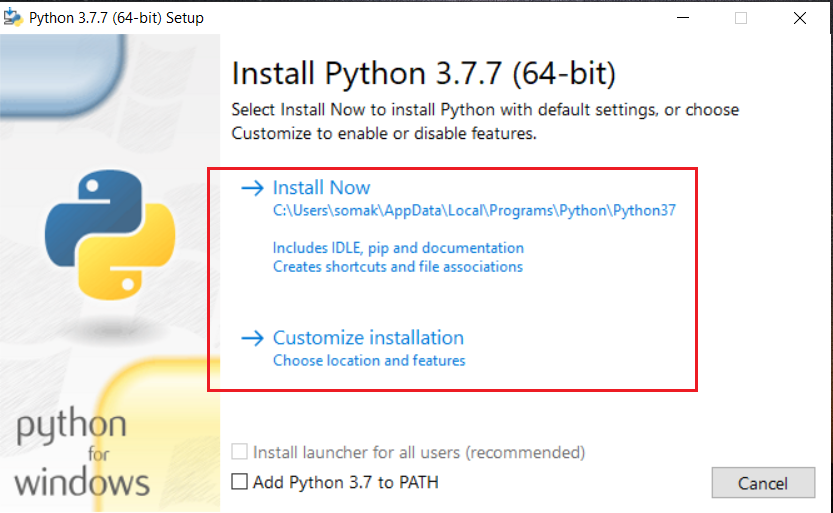 Python 3.7.7 (64-bit) Setup
Install Python 3.7.7 (64-bit)
Select Install Now to install Python with default settings, or choose
Customize to enable or disable features.
Install Now
C:\Users\somak\AppData\Local\Programs\Python\Python37
Includes IDLE, pip and documentation
Creates shortcuts and file associations
Customize installation
Choose location and features
python
for
windows
Install launcher for all users (recommended)
Add Python 3.7 to PATH
Cancel